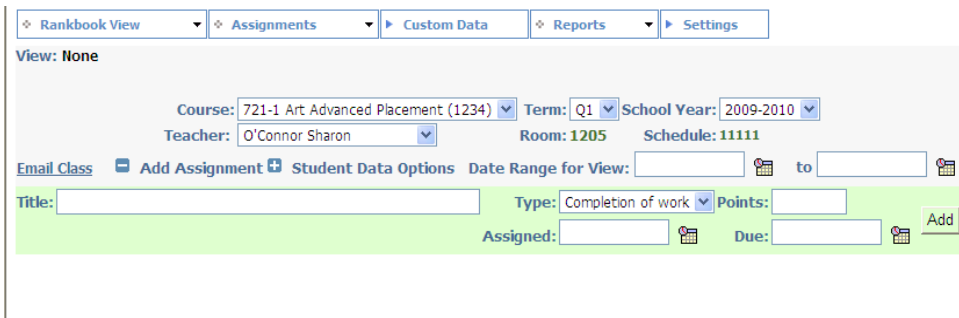 Rankbook View Assignments Custom Data Reports Settings
View: None
Course: 721-1 Art Advanced Placement (1234) Term: Q1 School Year: 2009-2010
Teacher: O'Connor Sharon Room: 1205 Schedule: 11111
Email Class Add Assignment Student Data Options Date Range for View: to
Title: Type: Completion of work Points:
Add
Assigned: Due: